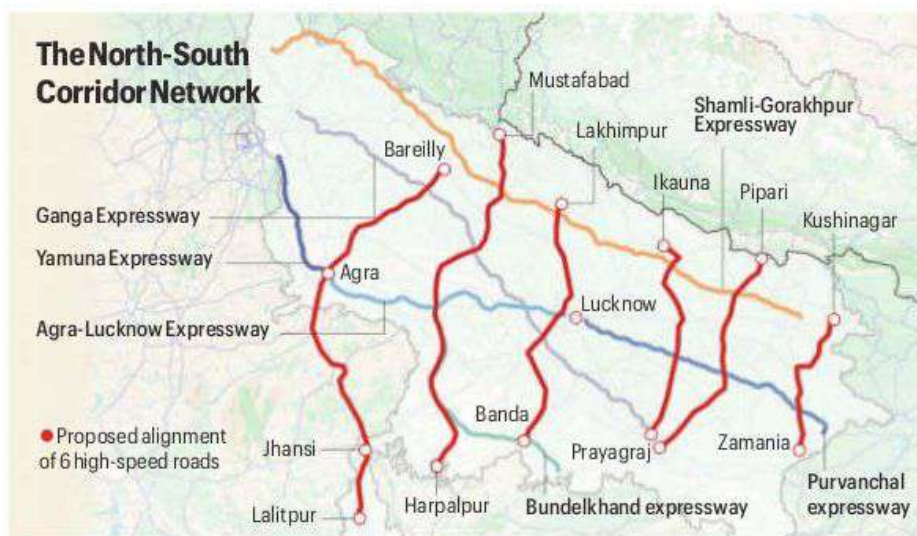 The North-South
Corridor Network
Mustafabad
Lakhimpur
Shamli-Gorakhpur
Expressway
Bareilly
Ikauna
Pipari
Kushinagar
Ganga Expressway
Yamuna Expressway
Agra
Agra-Lucknow Expressway
Lucknow
Proposed alignment
of 6 high-speed roads
Jhansi
Banda
Prayagraj
Zamania
Lalitpur
Harpalpur
Bundelkhand expressway
Purvanchal
expressway